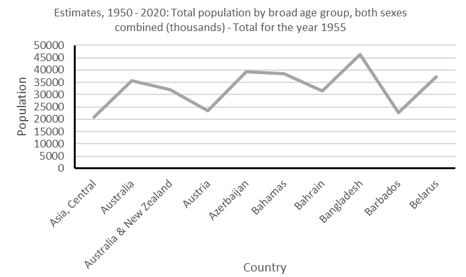 Estimates, 1950 - 2020: Total population by broad age group, both sexes
combined (thousands) - Total for the year 1955
Population
50000
45000
40000
35000
30000
25000
20000
15000
10000
5000
0
Asia, Central
Australia
Australia & New Zealand
Austria
Azerbaijan
Bahamas
Bahrain
Bangladesh
Barbados
Belarus
Country